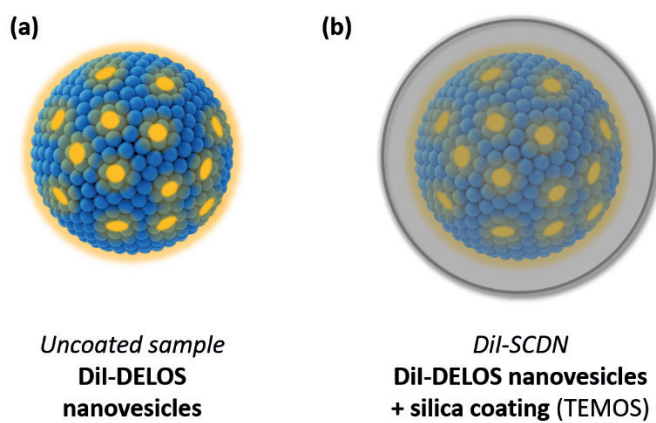 (a)
(b)
Uncoated sample
DiI-DELOS
nanovesicles
DiI-SCDN
DiI-DELOS nanovesicles
+ silica coating (TEMOS)